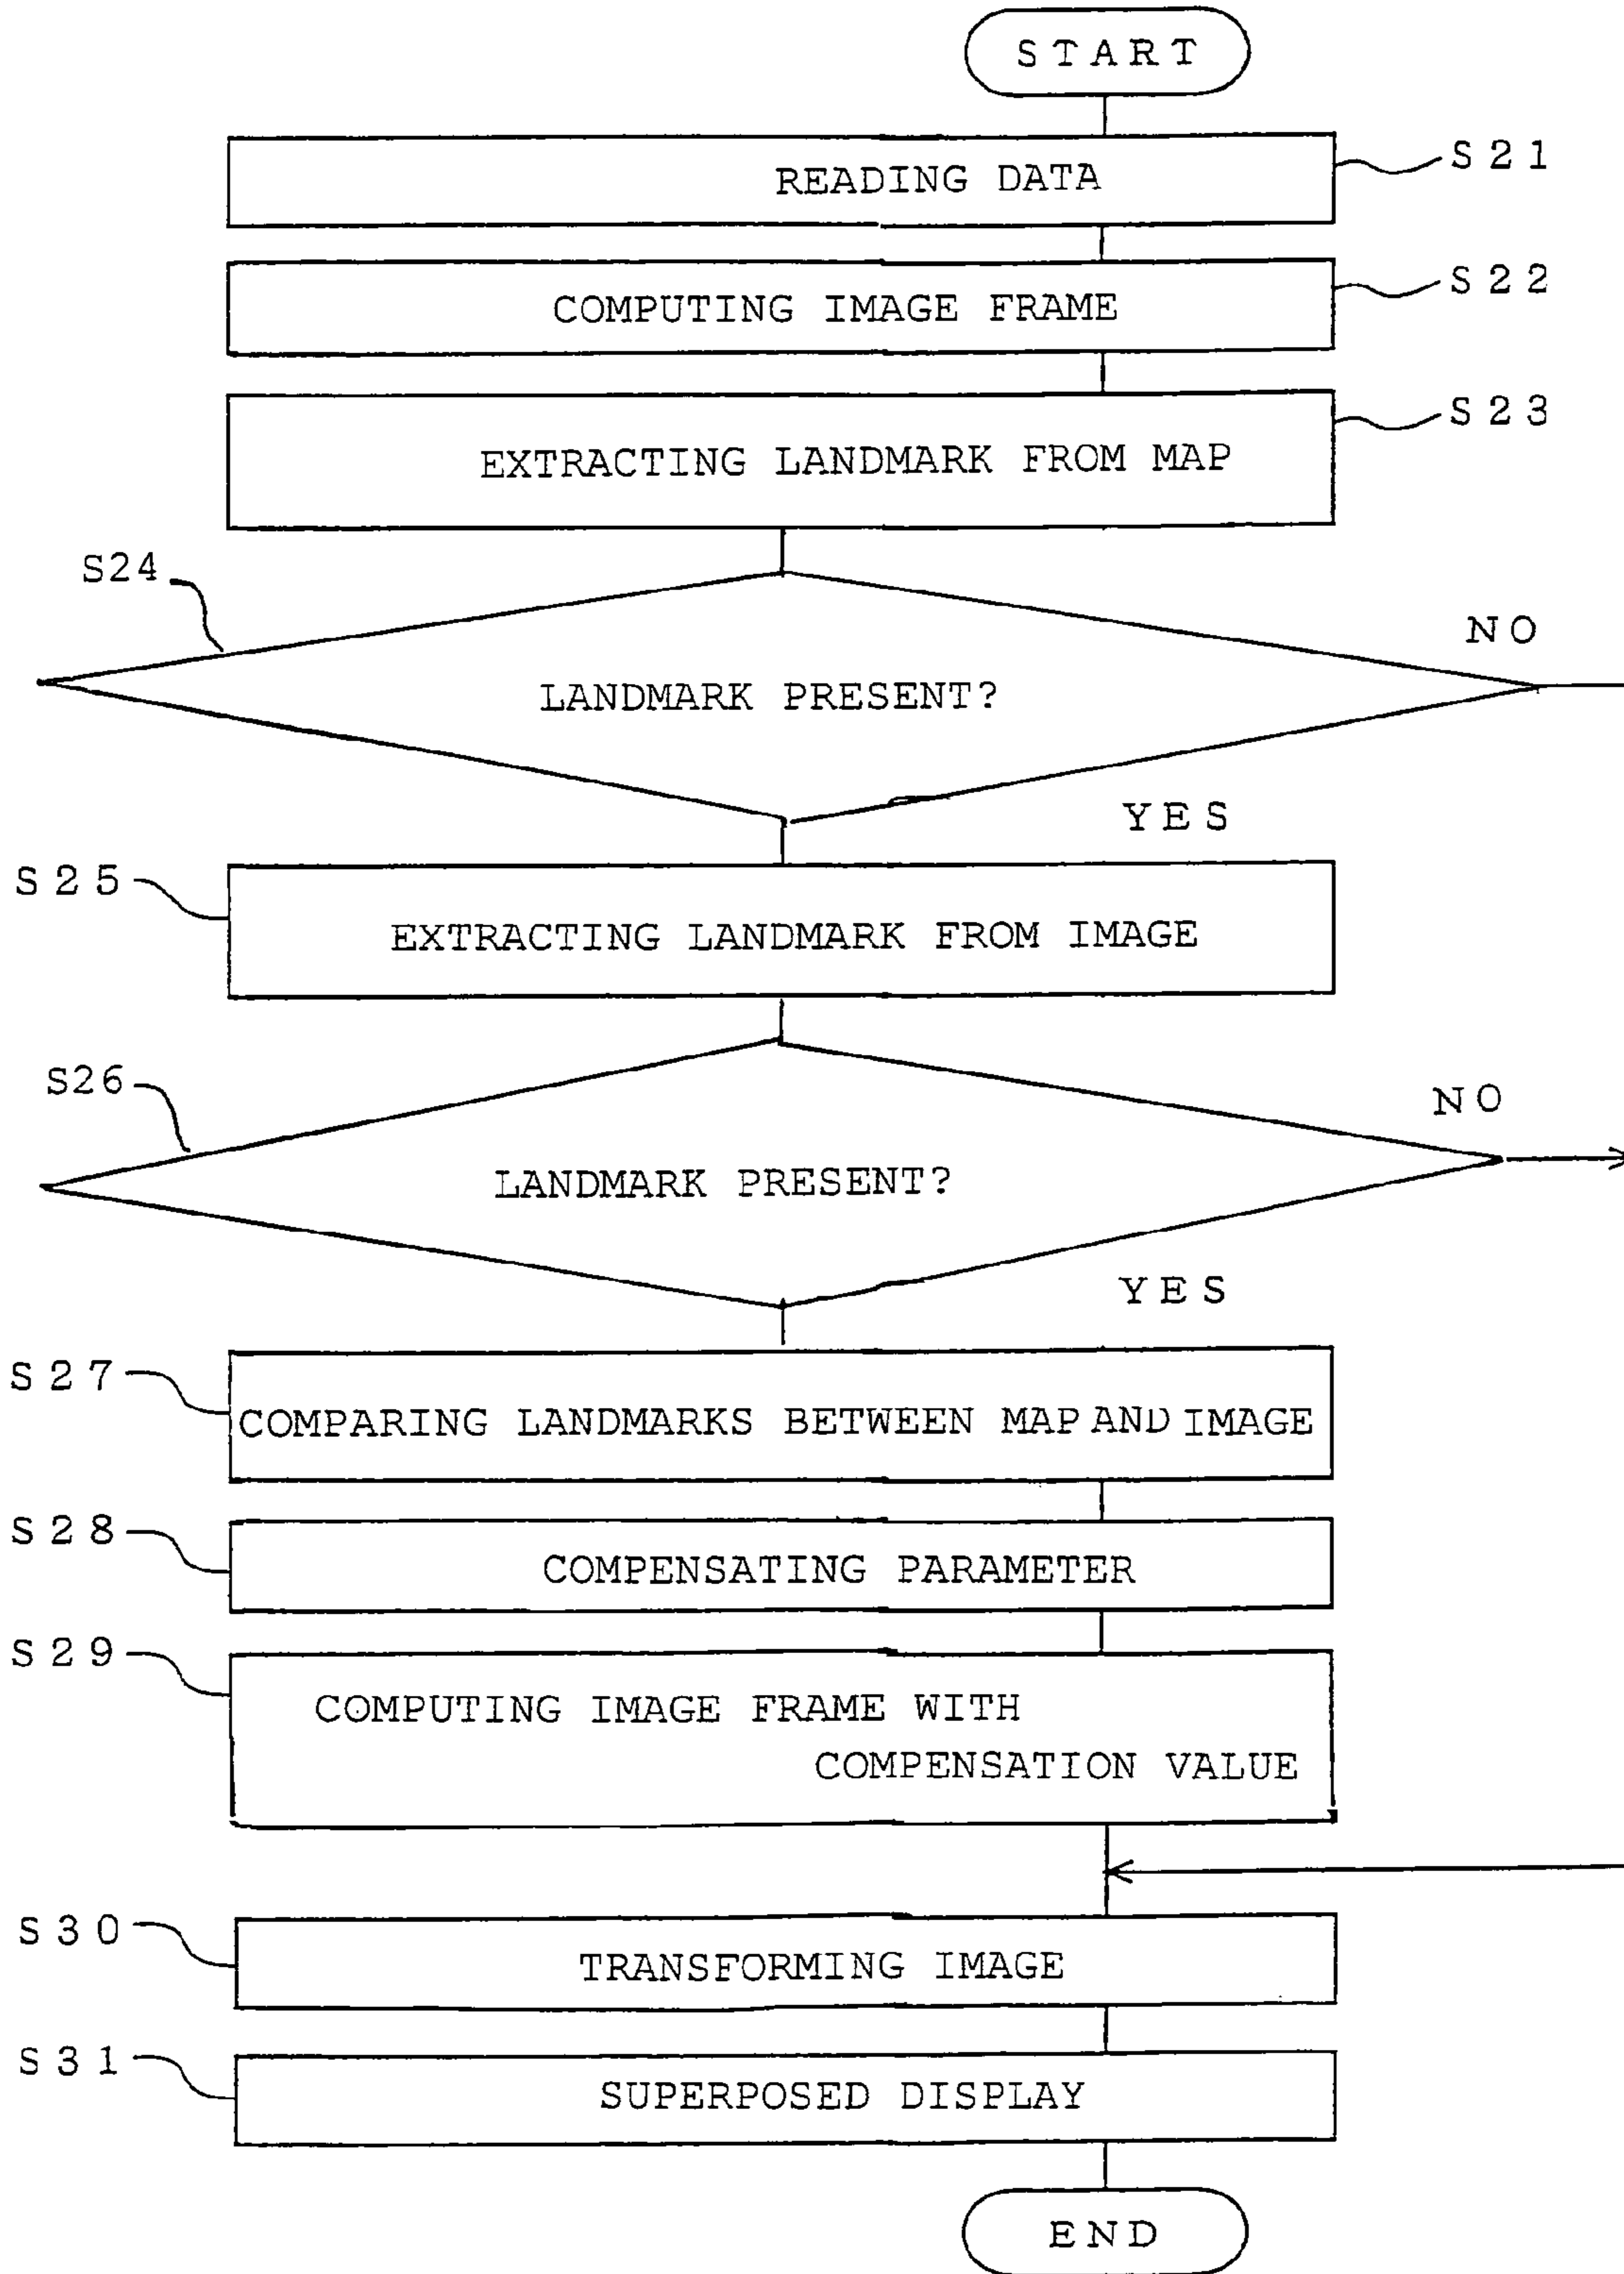 START
READING DATA
S21
COMPUTING IMAGE FRAME
S22
EXTRACTING LANDMARK FROM MAP
S23
S24
LANDMARK PRESENT?
NO
YES
S25
EXTRACTING LANDMARK FROM IMAGE
S26
LANDMARK PRESENT?
NO
YES
S27
COMPARING LANDMARKS BETWEEN MAP AND IMAGE
S28
COMPENSATING PARAMETER
S29
COMPUTING IMAGE FRAME WITH
COMPENSATION VALUE
S30
TRANSFORMING IMAGE
S31
SUPERPOSED DISPLAY
END